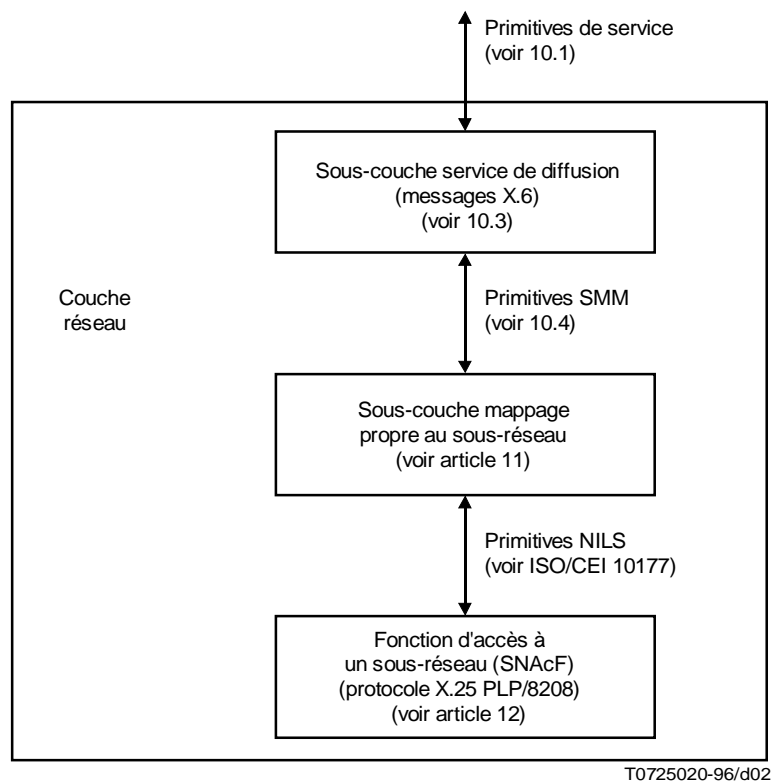 Primitives de service
(voir 10.1)
Sous-couche service de diffusion
(messages X.6)
(voir 10.3)
Couche
réseau
Primitives SMM
(voir 10.4)
Sous-couche mappage
propre au sous-réseau
(voir article 11)
Primitives NILS
(voir ISO/CEI 10177)
Fonction d'accès à
un sous-réseau (SNAcF)
(protocole X.25 PLP/8208)
(voir article 12)
T0725020-96/d02